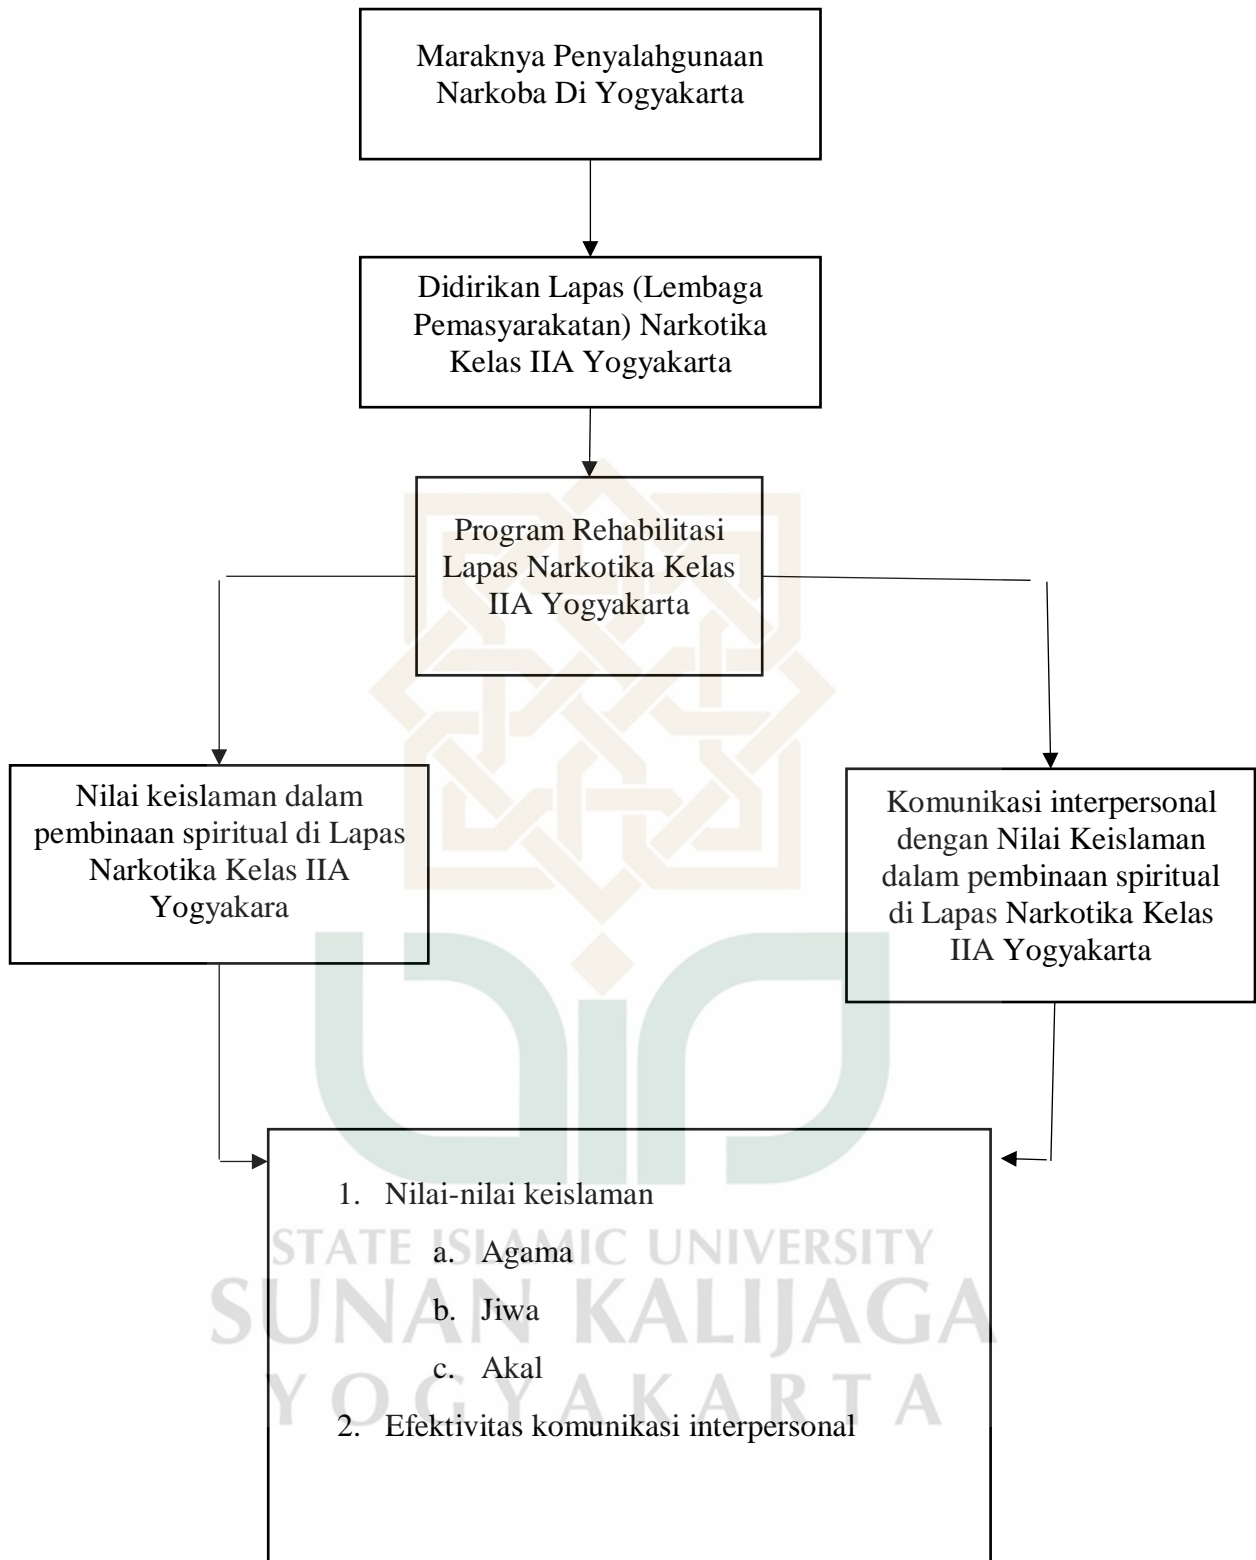 Maraknya Penyalahgunaan
Narkoba Di Yogyakarta
Didirikan Lapas (Lembaga
Pemasyarakatan) Narkotika
Kelas IIA Yogyakarta
Program Rehabilitasi
Lapas Narkotika Kelas
IIA Yogyakarta
Nilai keislaman dalam
pembinaan spiritual di Lapas
Narkotika Kelas IIA
Yogyakara
Komunikasi interpersonal
dengan Nilai Keislaman
dalam pembinaan spiritual
di Lapas Narkotika Kelas
IIA Yogyakarta
1. Nilai-nilai keislaman
a. Agama
b. Jiwa
c. Akal
2. Efektivitas komunikasi interpersonal
STATE ISLAMIC UNIVERSITY
SUNAN KALIJAGA
YOGYAKARTA